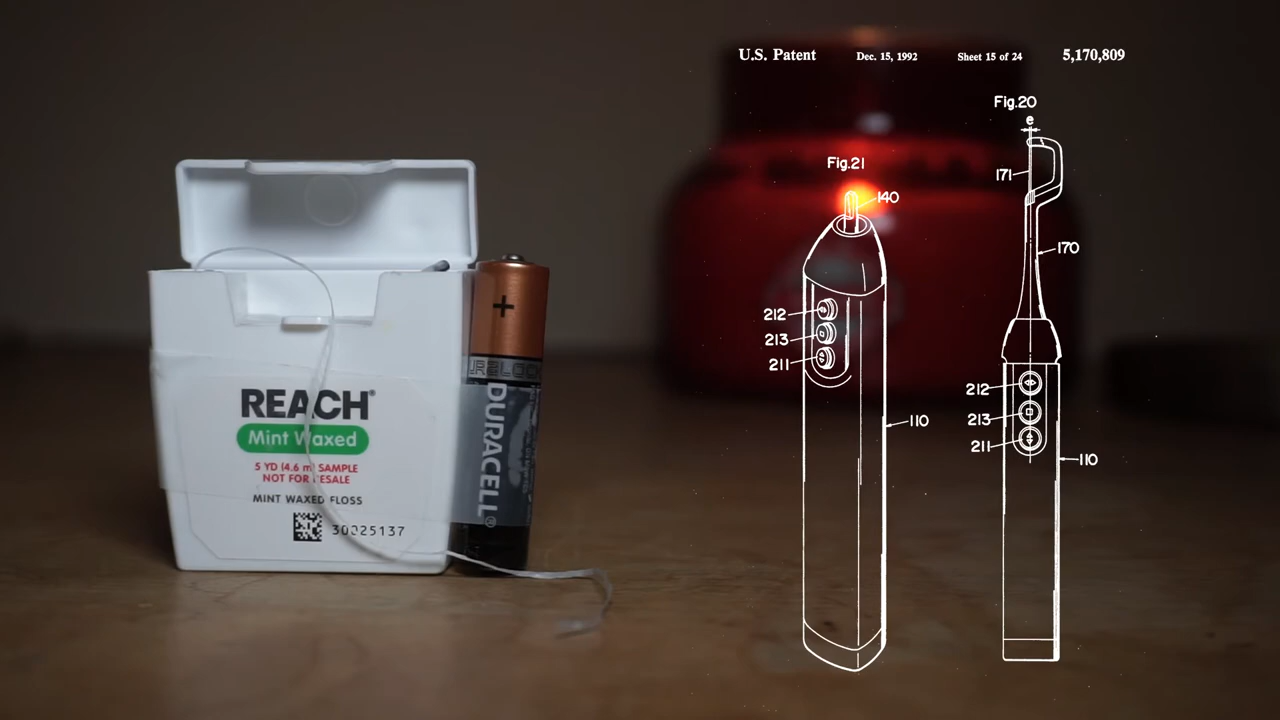 REACH®
Mint Waxed
5 YD (4.6 m) SAMPLE
NOT FOR RESALE
MINT WAXED FLOSS
30025137
+
DURACELL®
U.S. Patent Dec. 15, 1992 Sheet 15 of 24 5,170,809
Fig.21
140
212
213
211
110
Fig.20
e
171
170
212
213
211
110